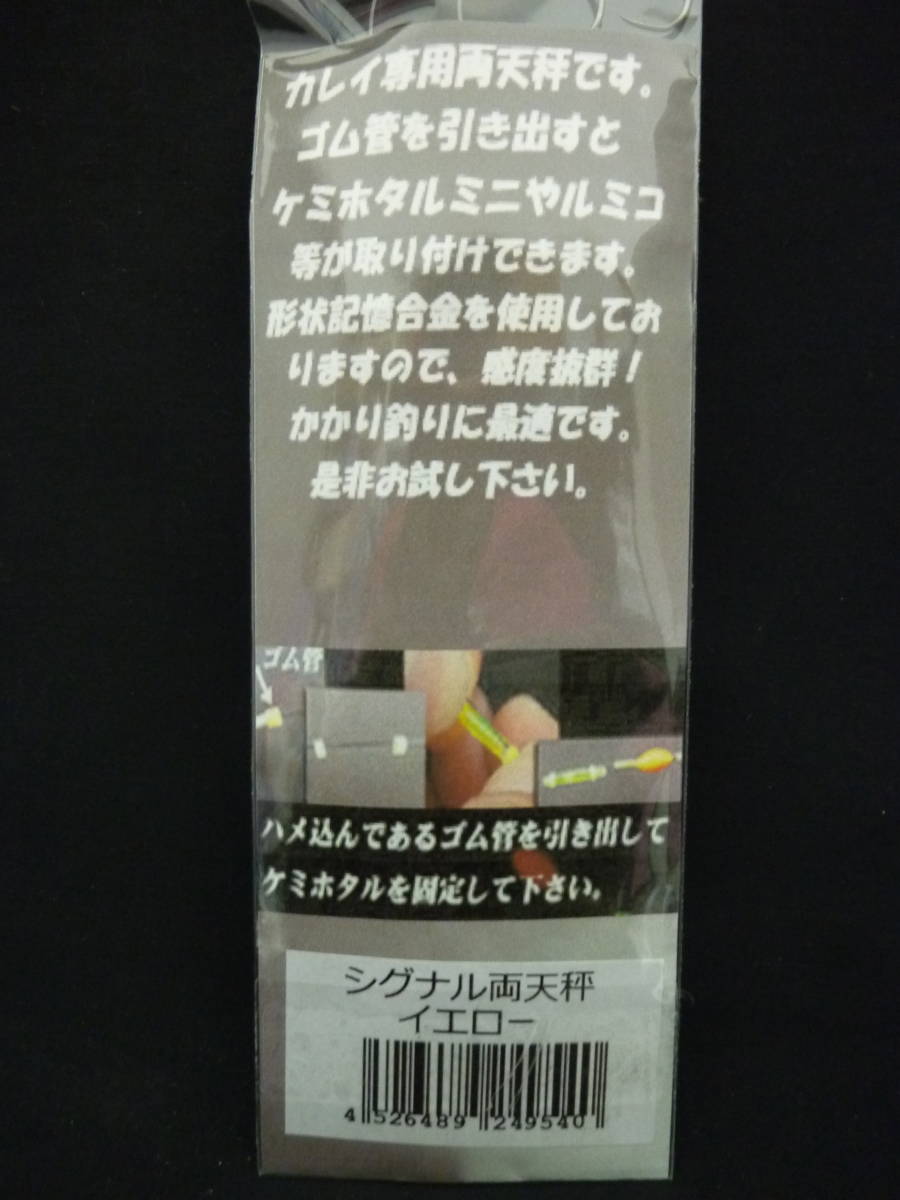 カレイ専用両天秤です。
ゴム管を引き出すと
ケミホタルミニやルミコ
等が取り付けできます。
形状記憶合金を使用してお
りますので、感度抜群！
かかり釣りに最適です。
是非お試し下さい。
ゴム管
ハメ込んであるゴム管を引き出して
ケミホタルを固定して下さい。
シグナル両天秤
イエロー
4 526489 249540